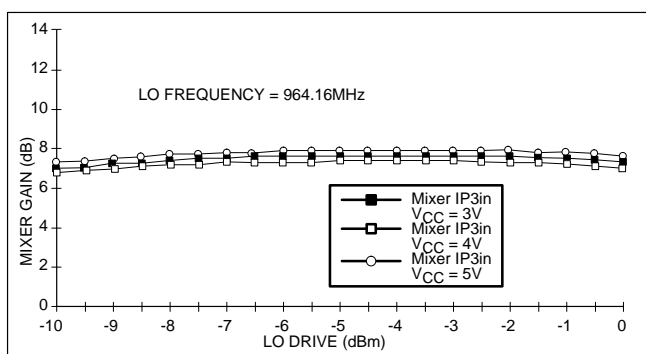 14
12
10
8
6
4
2
0
MIXER GAIN (dB)
LO FREQUENCY = 964.16MHz
Mixer IP3in
VCC = 3V
Mixer IP3in
VCC = 4V
Mixer IP3in
VCC = 5V
-10 -9 -8 -7 -6 -5 -4 -3 -2 -1 0
LO DRIVE (dBm)